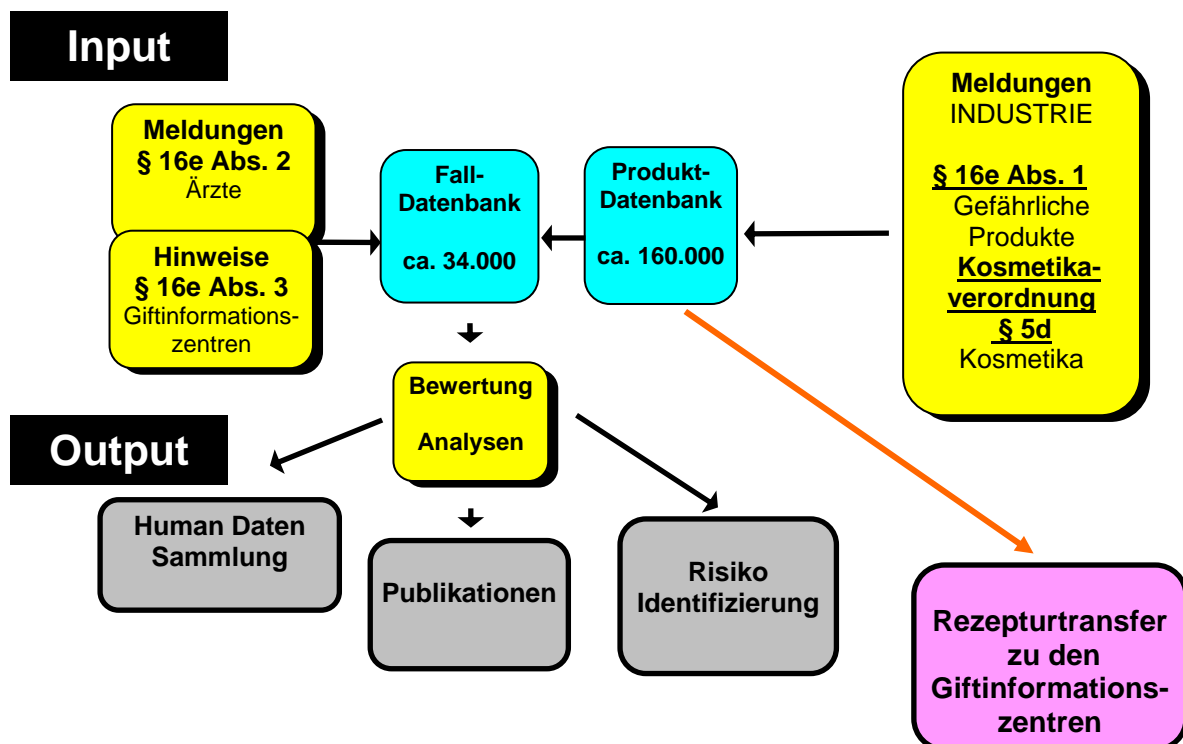 Input
Meldungen
§ 16e Abs. 2
Ärzte
Hinweise
§ 16e Abs. 3
Giftinformations-
zentren
Fall-
Datenbank
ca. 34.000
Produkt-
Datenbank
ca. 160.000
Meldungen
INDUSTRIE
§ 16e Abs. 1
Gefährliche
Produkte
Kosmetika-
verordnung
§ 5d
Kosmetika
Bewertung
Analysen
Output
Human Daten
Sammlung
Publikationen
Risiko
Identifizierung
Rezepturtransfer
zu den
Giftinformations-
zentren